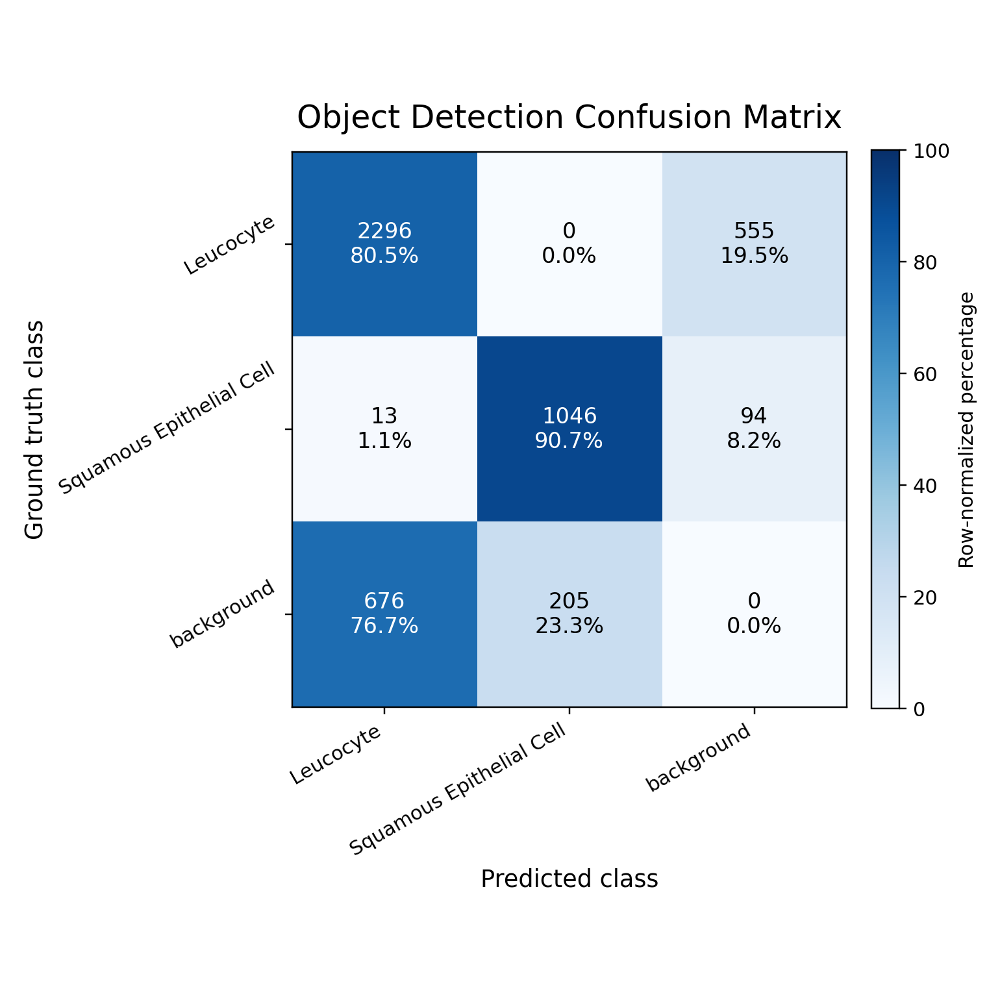 Object Detection Confusion Matrix
Ground truth class
Leucocyte
2296
80.5%
0
0.0%
555
19.5%
Squamous Epithelial Cell
13
1.1%
1046
90.7%
94
8.2%
background
676
76.7%
205
23.3%
0
0.0%
Leucocyte
Squamous Epithelial Cell
background
Predicted class
100
80
60
40
20
0
Row-normalized percentage